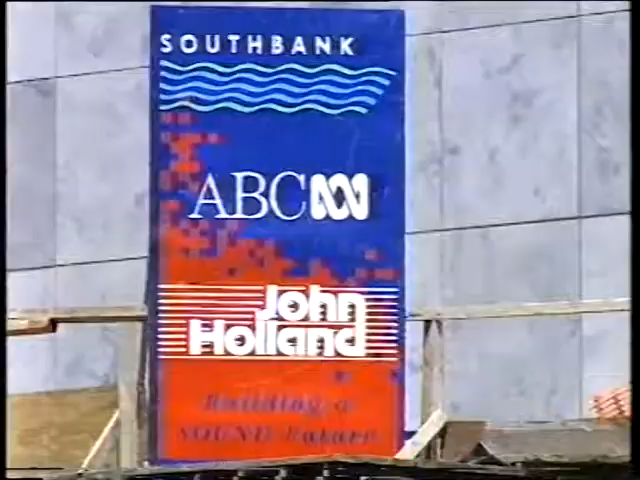 SOUTHBANK
ABC
John
Holland
Building a
SOUND Future